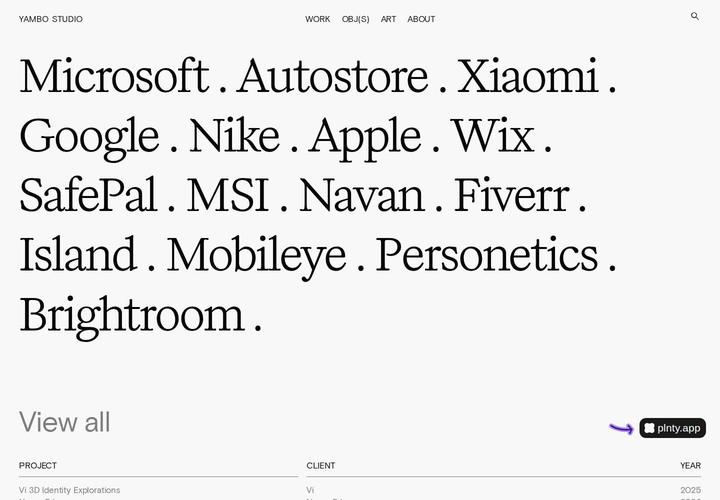 YAMBO STUDIO WORK OBJ(S) ART ABOUT
Microsoft . Autostore . Xiaomi .
Google . Nike . Apple . Wix .
SafePal . MSI . Navan . Fiverr .
Island . Mobileye . Personetics .
Brightroom .
View all
plnty.app
PROJECT CLIENT YEAR
Vi 3D Identity Explorations Vi 2025